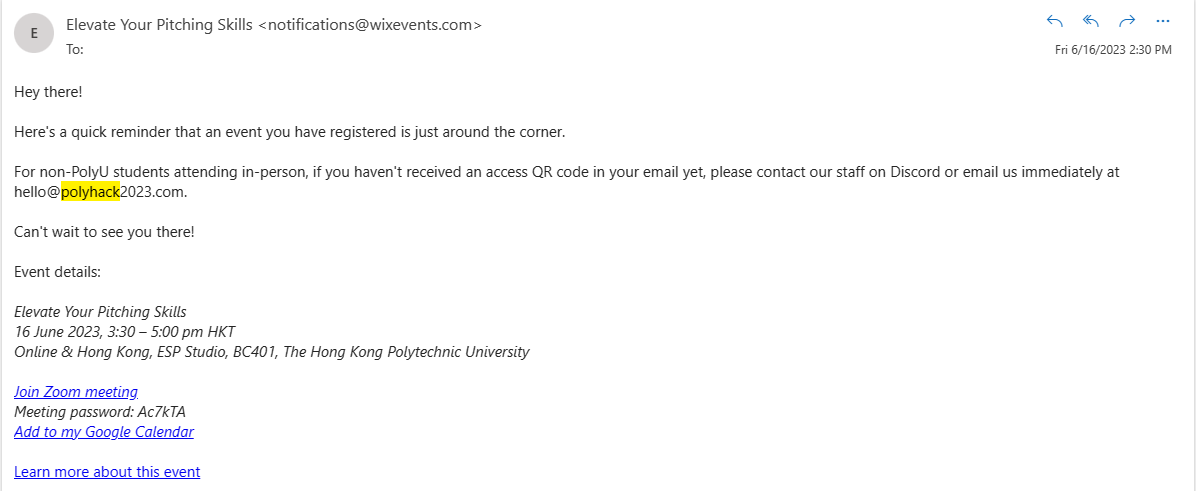 E
Elevate Your Pitching Skills <notifications@wixevents.com>
To:
Fri 6/16/2023 2:30 PM
Hey there!
Here's a quick reminder that an event you have registered is just around the corner.
For non-PolyU students attending in-person, if you haven't received an access QR code in your email yet, please contact our staff on Discord or email us immediately at
hello@polyhack2023.com.
Can't wait to see you there!
Event details:
Elevate Your Pitching Skills
16 June 2023, 3:30 – 5:00 pm HKT
Online & Hong Kong, ESP Studio, BC401, The Hong Kong Polytechnic University
Join Zoom meeting
Meeting password: Ac7kTA
Add to my Google Calendar
Learn more about this event